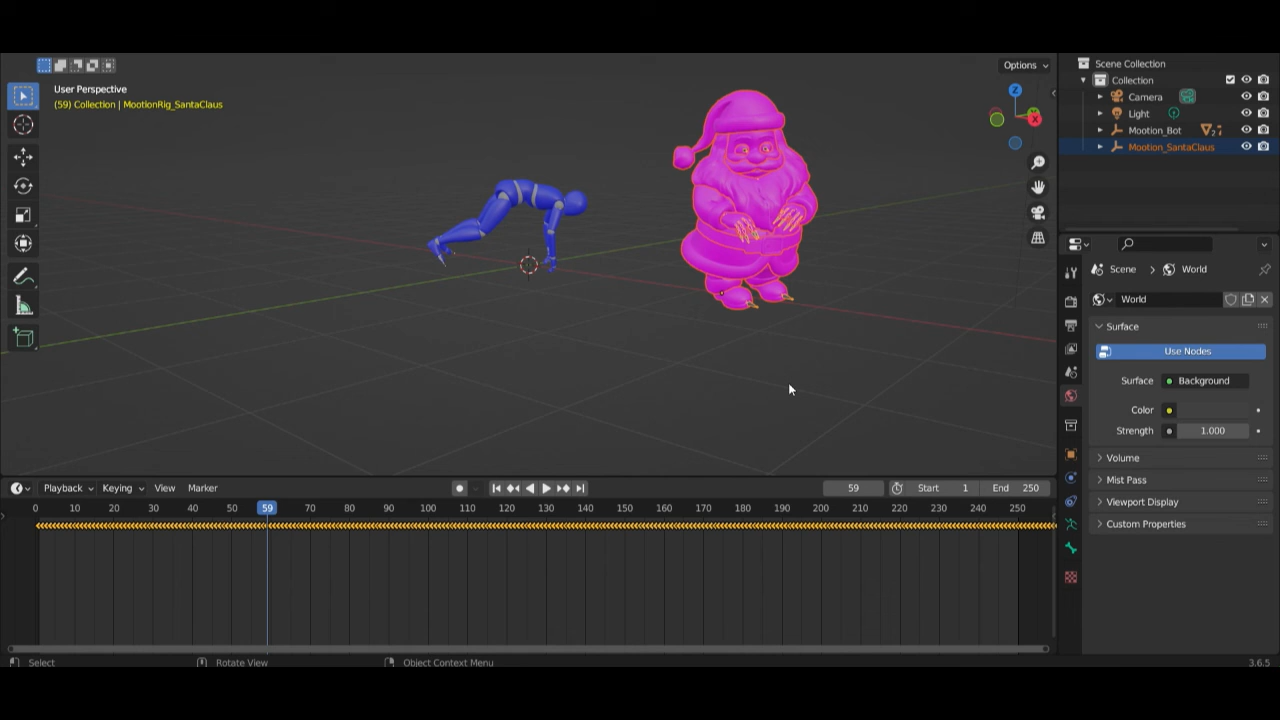 Options
User Perspective
(59) Collection | MootionRig_SantaClaus
Z
X
Scene Collection
Collection
Camera
Light
Mootion_Bot
Mootion_SantaClaus
Scene > World
World
Surface
Use Nodes
Surface Background
Color
Strength 1.000
Volume
Mist Pass
Viewport Display
Custom Properties
Playback Keying View Marker 59 Start 1 End 250
0 10 20 30 40 50 59 70 80 90 100 110 120 130 140 150 160 170 180 190 200 210 220 230 240 250
Select Rotate View Object Context Menu 3.6.5